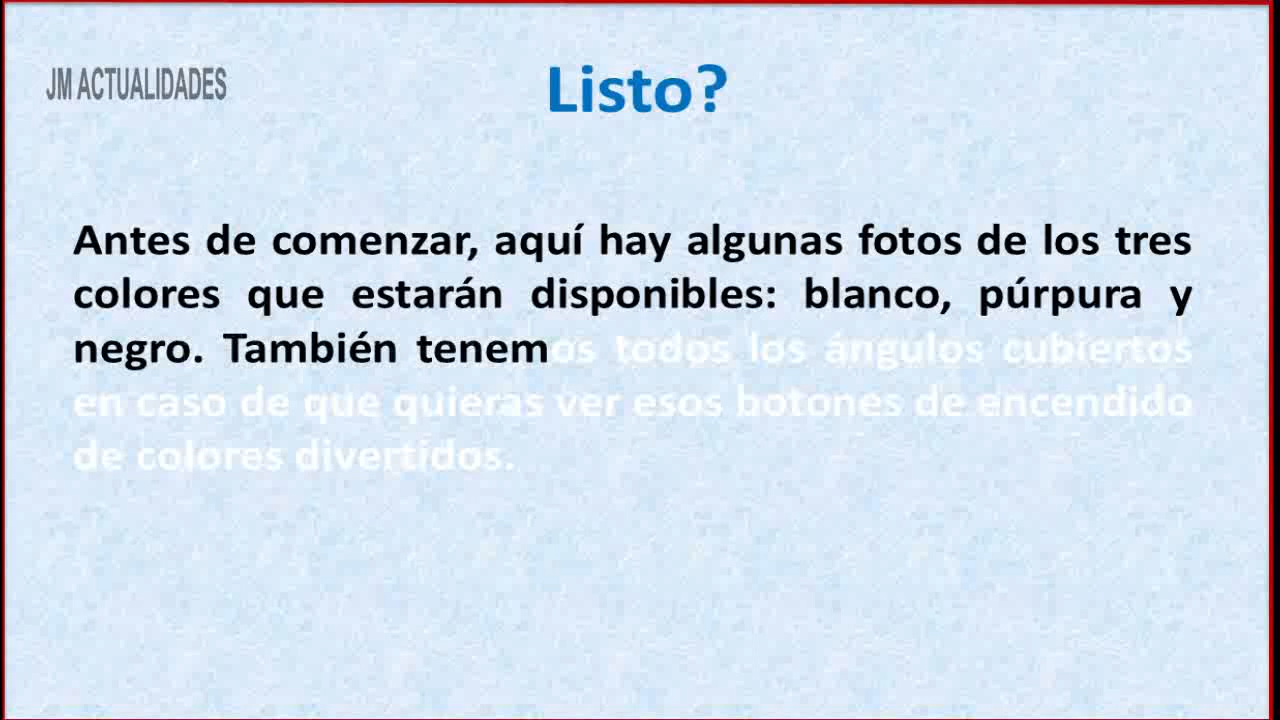 JM ACTUALIDADES
Listo?
Antes de comenzar, aquí hay algunas fotos de los tres
colores que estarán disponibles: blanco, púrpura y
negro. También tenemos todos los ángulos cubiertos
en caso de que quieras ver esos botones de encendido
de colores divertidos.